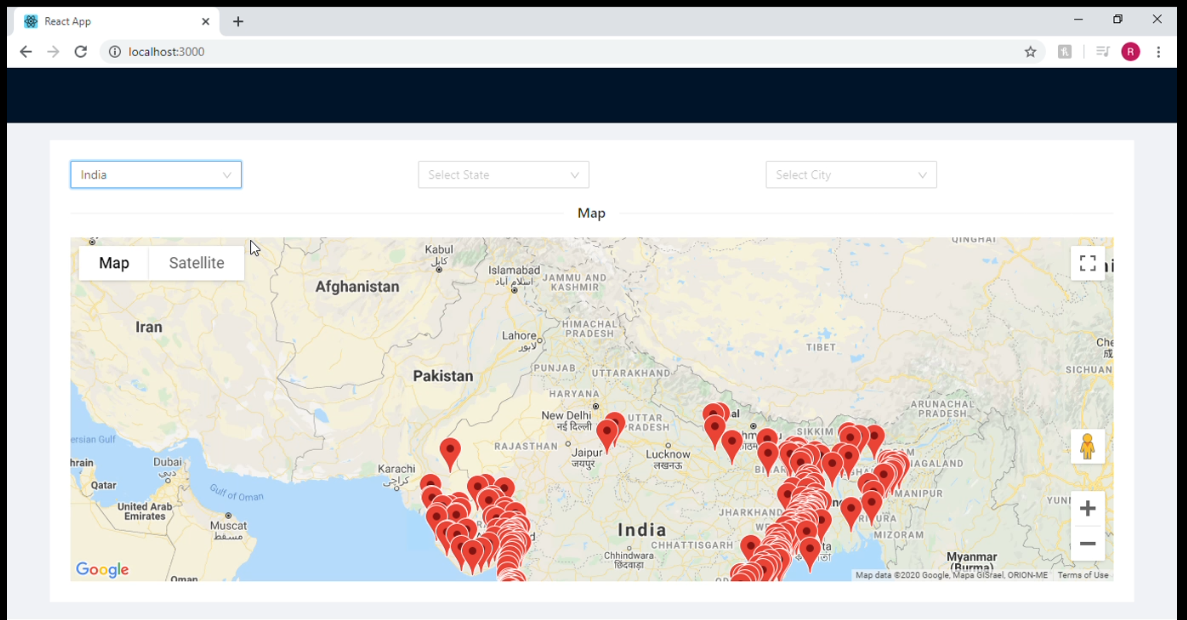 React App
localhost:3000
R
India
Select State
Select City
Map
Map
Satellite
Kabul
کابل
QINGHAI
Islamabad
اسلام آباد
JAMMU AND
KASHMIR
Afghanistan
Iran
HIMACHAL
PRADESH
Lahore
لاہور
TIBET
Pakistan
PUNJAB
UTTARAKHAND
SICHUAN
HARYANA
New Delhi
नई दिल्ली
UTTAR
RADESH
ARUNACHAL
PRADESH
SIKKIM
ersian Gulf
RAJASTHAN
Jaipur
जयपुर
Lucknow
लखनऊ
NAGALAND
hrain
Dubai
دبي
Karachi
کراچی
Qatar
Gulf of Oman
MANIPUR
United Arab
Emirates
Muscat
مسقط
India
JHARKHAND
MIZORAM
CHHATTISGARH
Chhindwara
छिंदवाड़ा
Myanmar
(Burma)
Google
Oman
Map data ©2020 Google, Mapa GISrael, ORION-ME
Terms of Use